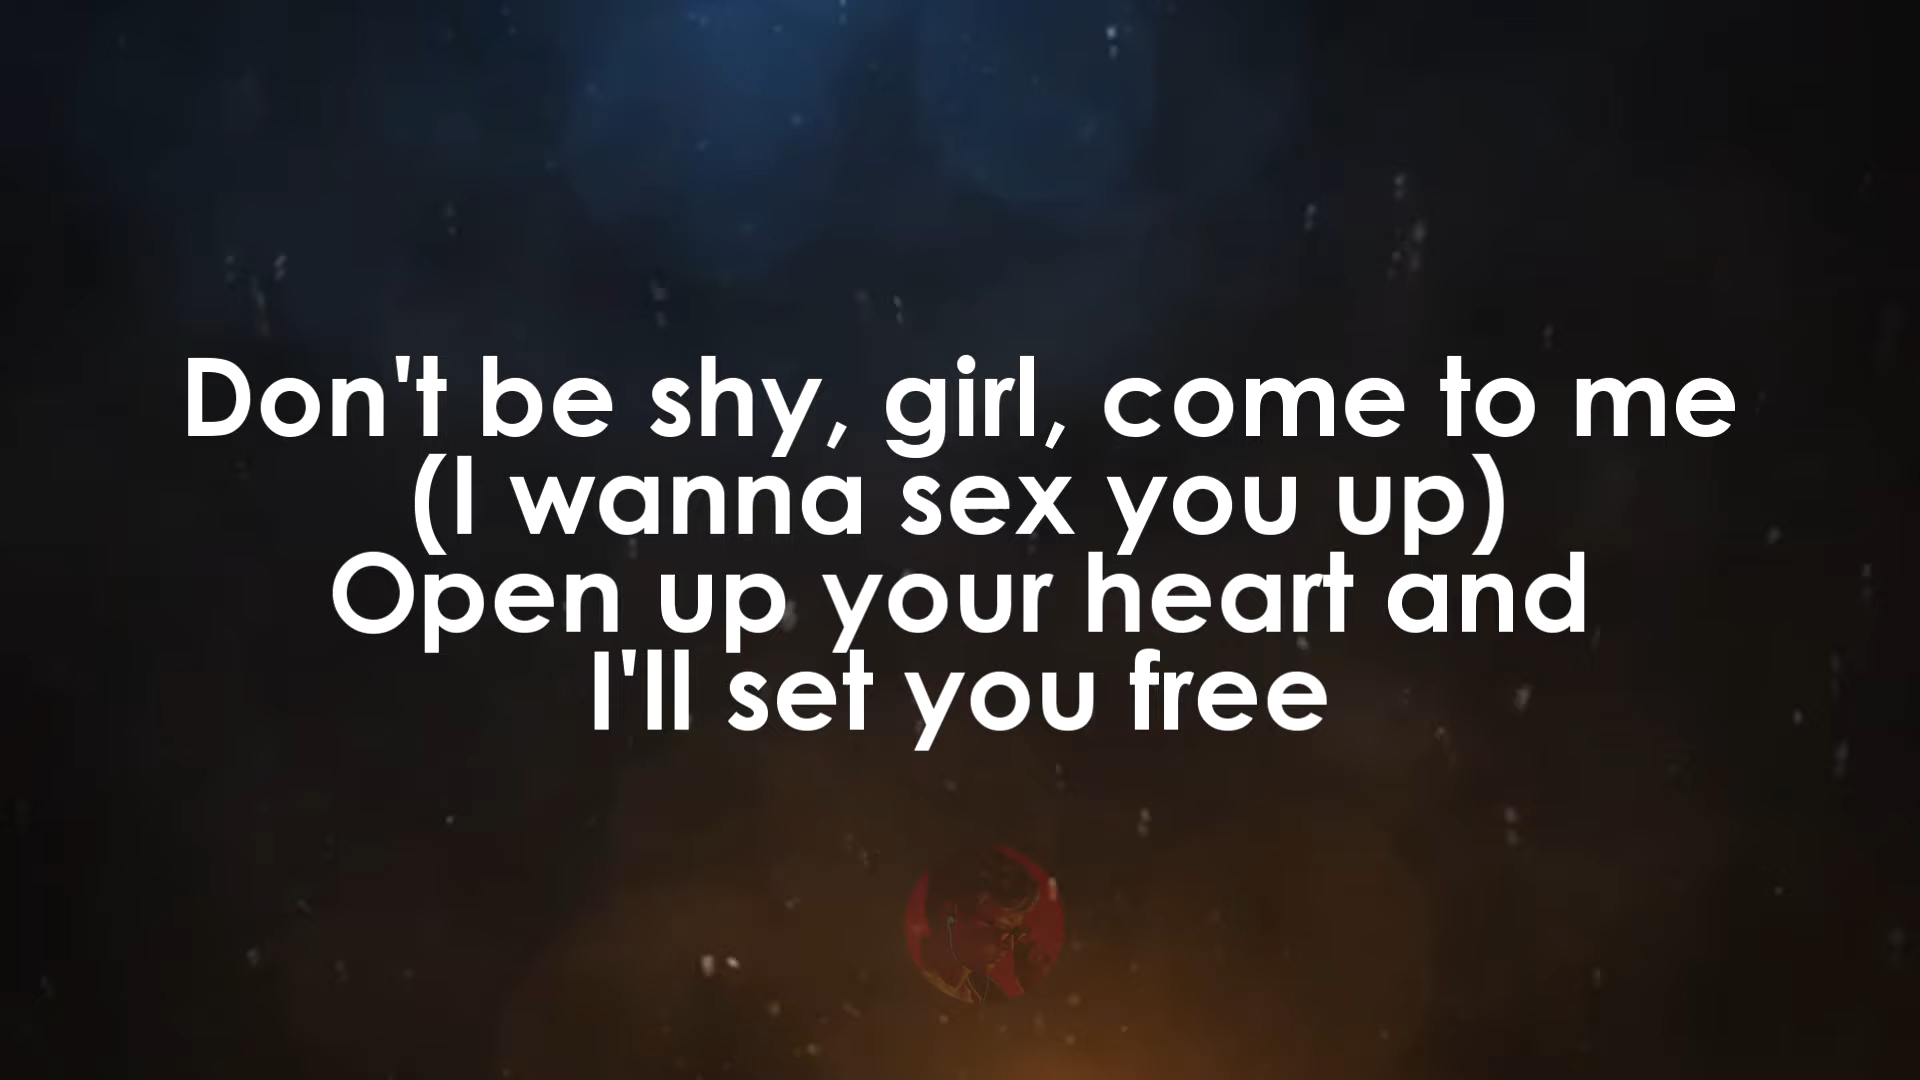 Don't be shy, girl, come to me
(I wanna sex you up)
Open up your heart and
I'll set you free